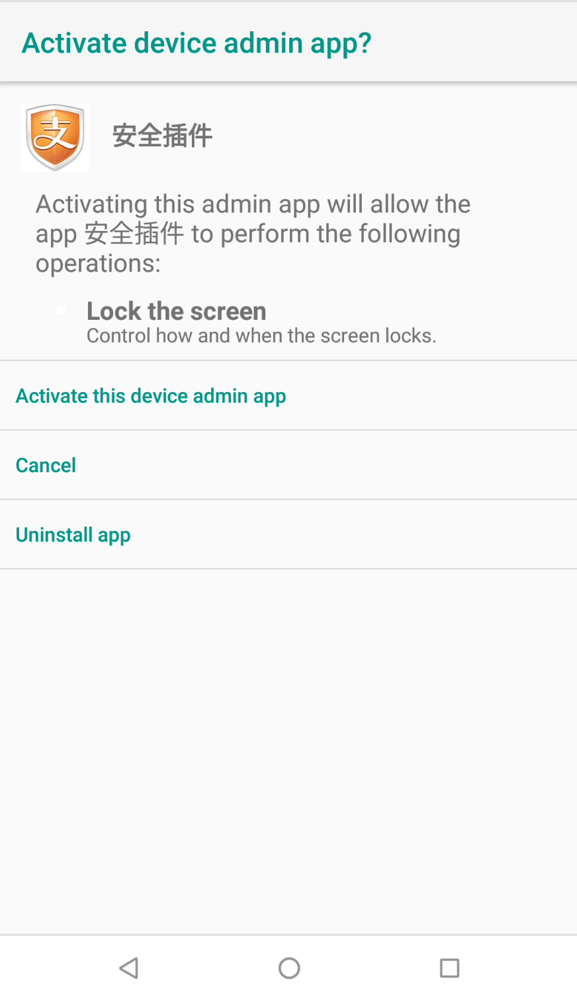 Activate device admin app?
支
安全插件
Activating this admin app will allow the
app 安全插件 to perform the following
operations:
Lock the screen
Control how and when the screen locks.
Activate this device admin app
Cancel
Uninstall app